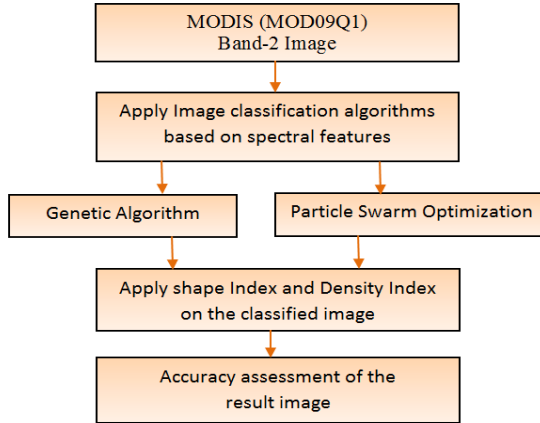 MODIS (MOD09Q1)
Band-2 Image
Apply Image classification algorithms
based on spectral features
Genetic Algorithm
Particle Swarm Optimization
Apply shape Index and Density Index
on the classified image
Accuracy assessment of the
result image